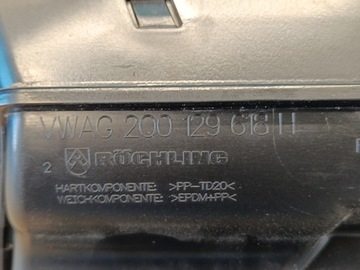 VWAG 200 129 618
2 RÖCHLING
HARTKOMPONENTE: >PP-TD20<
WEICHKOMPONENTE: >EPDM+PP<